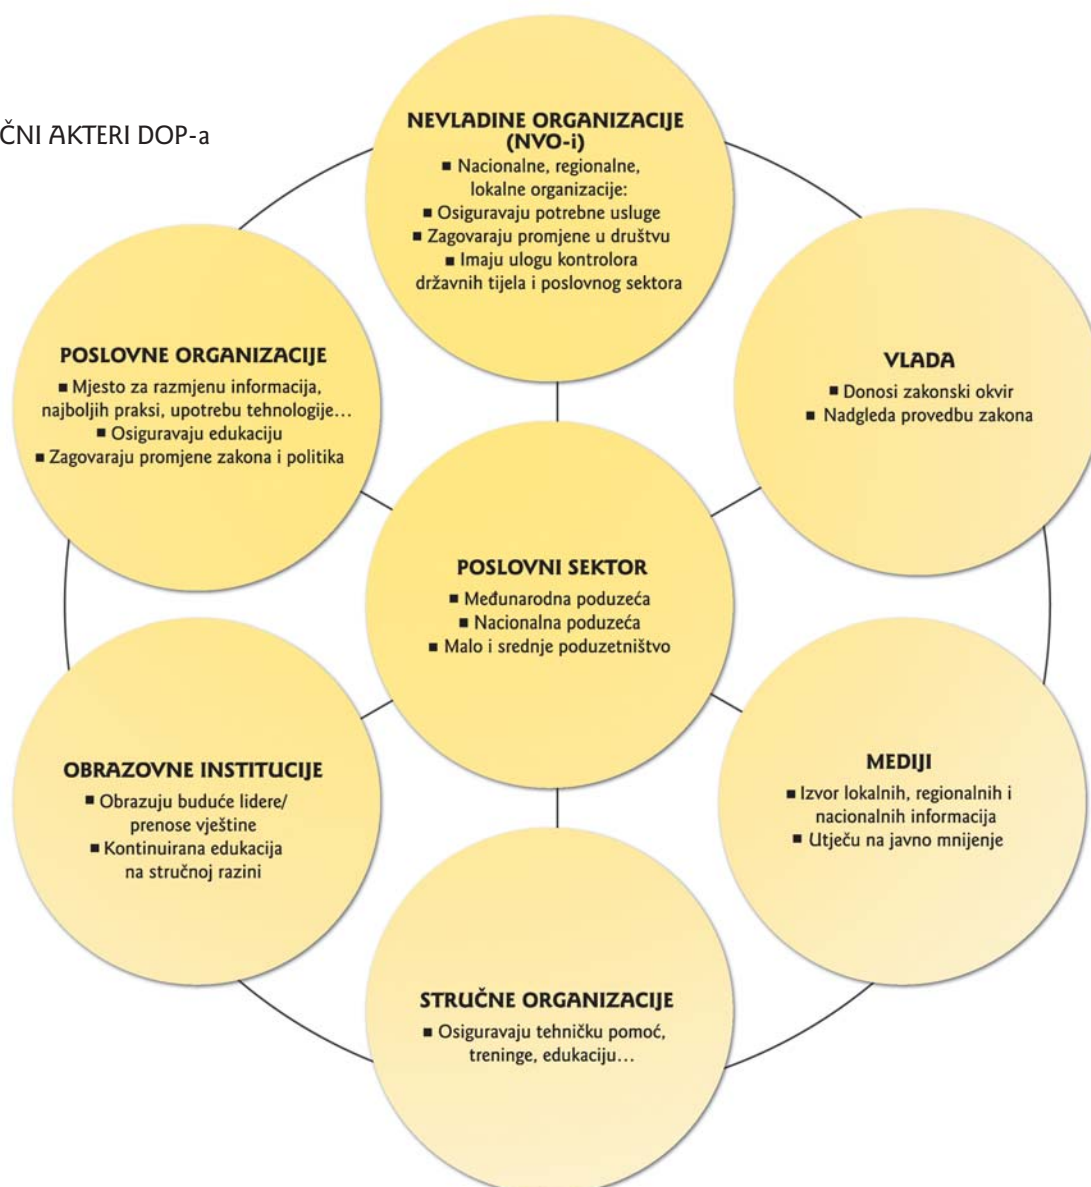 ČNI AKTERI DOP-a
NEVLADINE ORGANIZACIJE
(NVO-i)
■ Nacionalne, regionalne,
lokalne organizacije:
■ Osiguravaju potrebne usluge
■ Zagovaraju promjene u društvu
■ Imaju ulogu kontrolora
državnih tijela i poslovnog sektora
POSLOVNE ORGANIZACIJE
■ Mjesto za razmjenu informacija,
najboljih praksi, upotrebu tehnologije…
■ Osiguravaju edukaciju
■ Zagovaraju promjene zakona i politika
VLADA
■ Donosi zakonski okvir
■ Nadgleda provedbu zakona
POSLOVNI SEKTOR
■ Međunarodna poduzeća
■ Nacionalna poduzeća
■ Malo i srednje poduzetništvo
OBRAZOVNE INSTITUCIJE
■ Obrazuju buduće lidere/
prenose vještine
■ Kontinuirana edukacija
na stručnoj razini
MEDIJI
■ Izvor lokalnih, regionalnih i
nacionalnih informacija
■ Utječu na javno mnijenje
STRUČNE ORGANIZACIJE
■ Osiguravaju tehničku pomoć,
treninge, edukaciju…